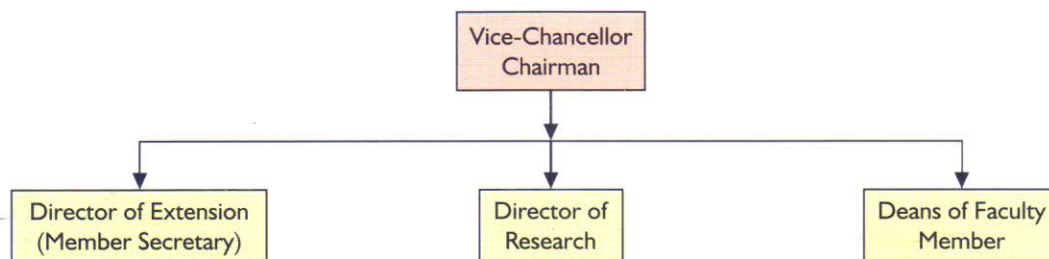 Vice-Chancellor
Chairman
Director of Extension
(Member Secretary)
Director of
Research
Deans of Faculty
Member